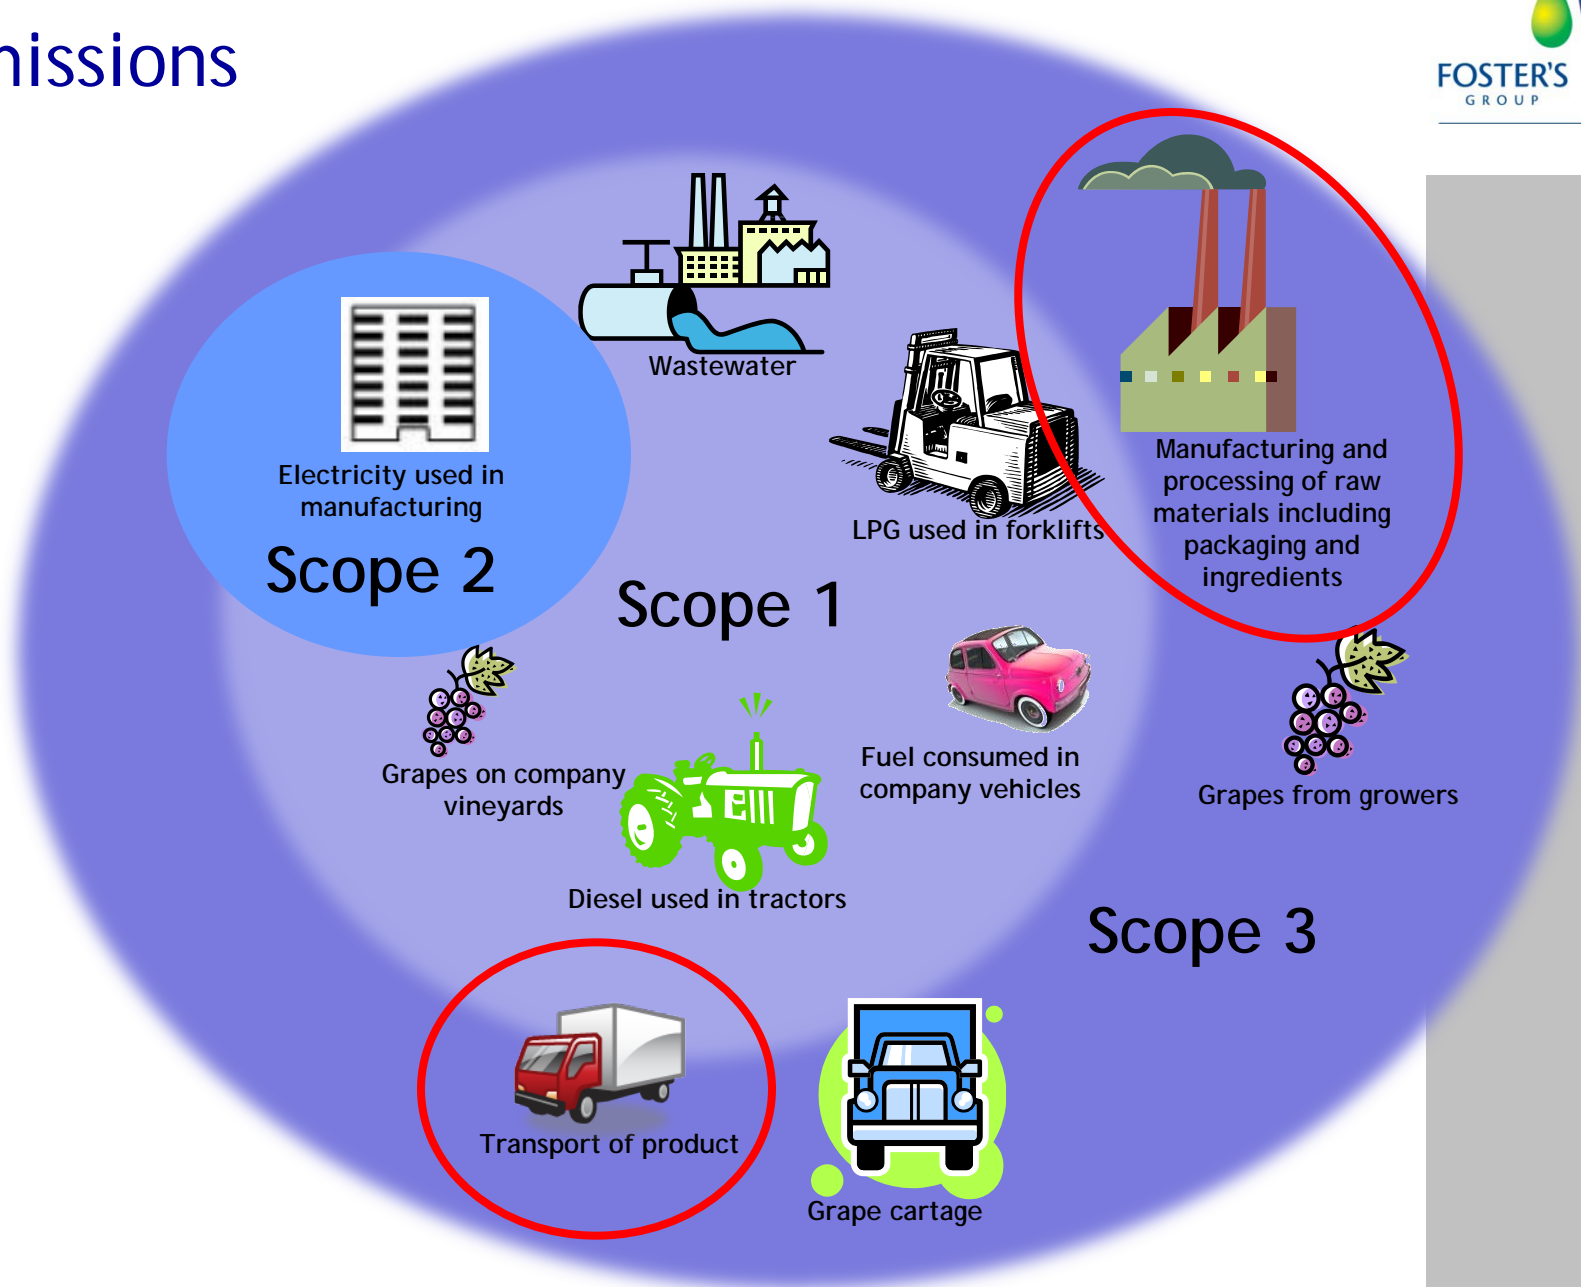 nissions
FOSTER'S
GROUP
Wastewater
Electricity used in
manufacturing
Scope 2
LPG used in forklifts
Manufacturing and
processing of raw
materials including
packaging and
ingredients
Scope 1
Grapes on company
vineyards
Fuel consumed in
company vehicles
Grapes from growers
Diesel used in tractors
Scope 3
Transport of product
Grape cartage